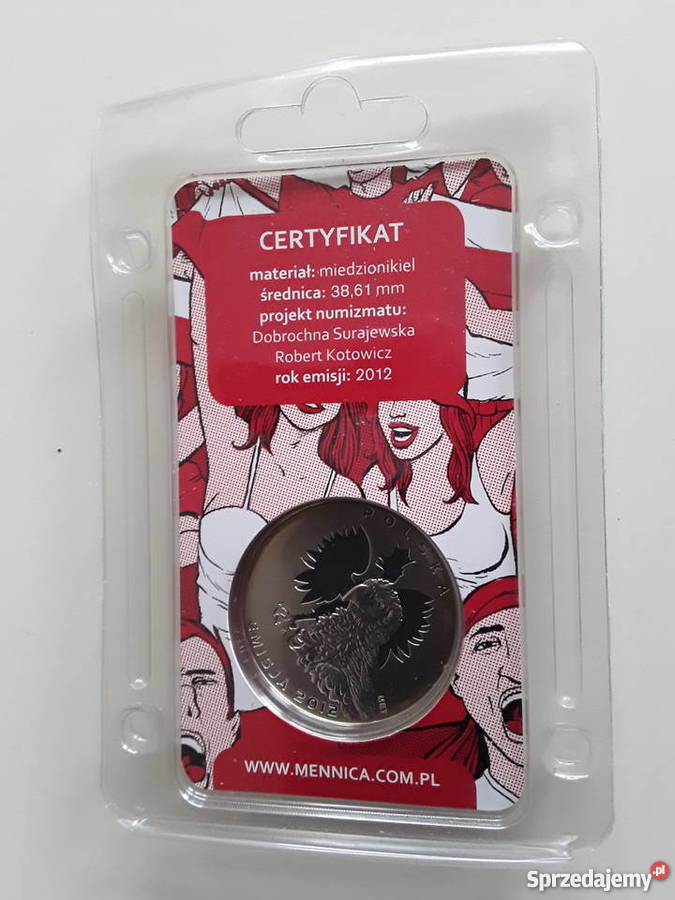 CERTYFIKAT
materiał: miedzionikiel
średnica: 38,61 mm
projekt numizmatu:
Dobrochna Surajewska
Robert Kotowicz
rok emisji: 2012
POLSKA
EMISJA 2012
WWW.MENNICA.COM.PL
Sprzedajemy.pl